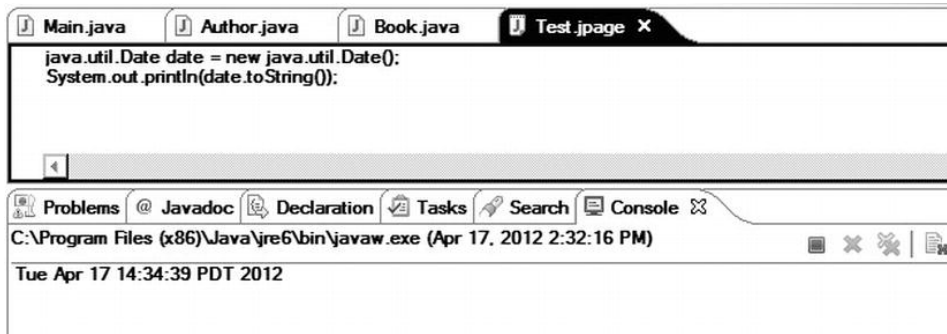 Main.java Author.java Book.java Test.jpage X
java.util.Date date = new java.util.Date();
System.out.println(date.toString());
Problems @ Javadoc Declaration Tasks Search Console
C:\Program Files (x86)\Java\jre6\bin\javaw.exe (Apr 17, 2012 2:32:16 PM)
Tue Apr 17 14:34:39 PDT 2012